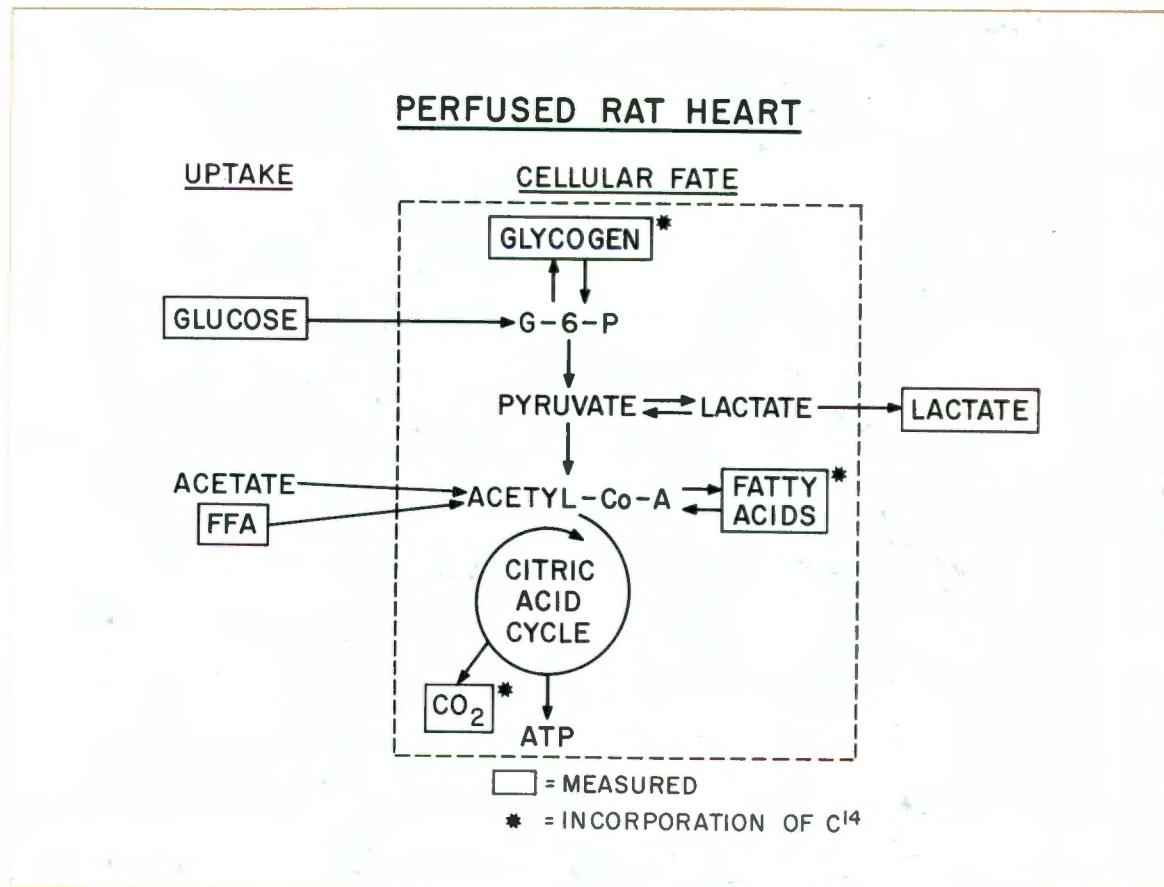 PERFUSED RAT HEART
UPTAKE
CELLULAR FATE
GLYCOGEN *
GLUCOSE
G-6-P
PYRUVATE
LACTATE
LACTATE
ACETATE
FFA
ACETYL-Co-A
FATTY *
ACIDS
CITRIC
ACID
CYCLE
CO₂ *
ATP
= MEASURED
* = INCORPORATION OF C¹⁴